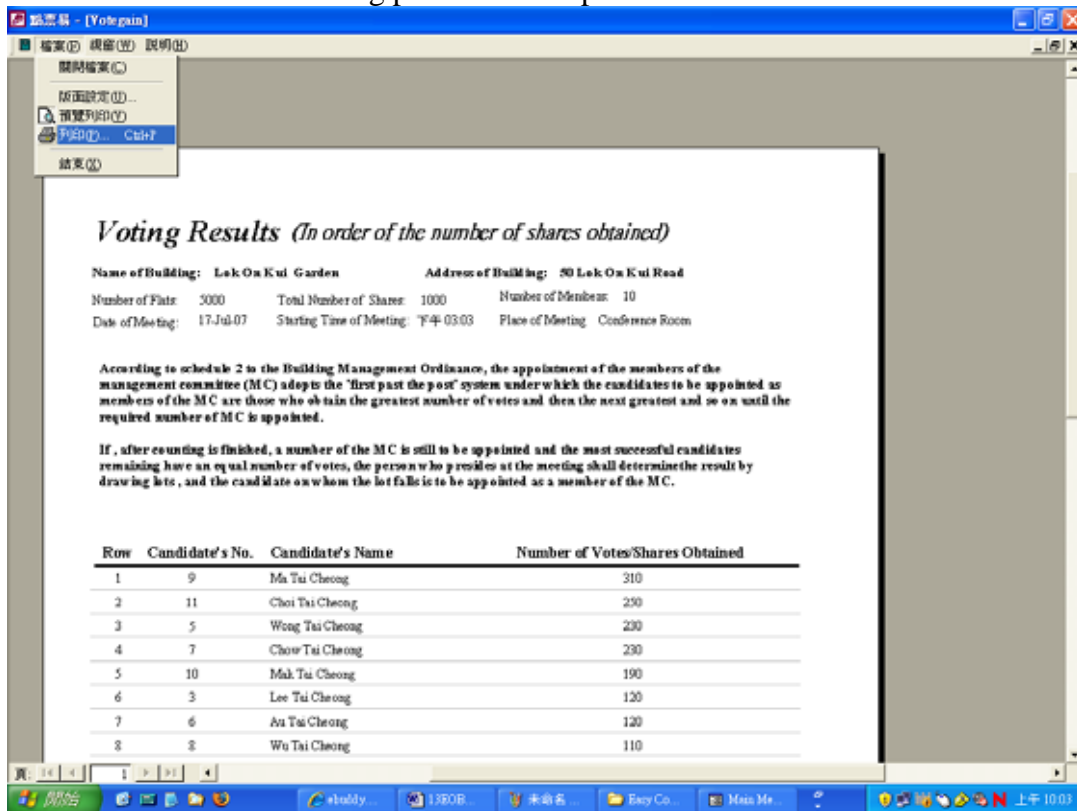 點票易 - [Votegain]
檔案(F) 視窗(W) 說明(H)
關閉檔案(C)
版面設定(U)...
預覽列印(V)
列印(P)... Ctrl+P
結束(X)
Voting Results (In order of the number of shares obtained)
Name of Building: Lok On Kui Garden Address of Building: 50 Lok On Kui Road
Number of Flats: 5000 Total Number of Shares: 1000 Number of Members: 10
Date of Meeting: 17-Jul-07 Starting Time of Meeting: 下午 03:03 Place of Meeting Conference Room
According to schedule 2 to the Building Management Ordinance, the appointment of the members of the
management committee (MC) adopts the "first past the post" system under which the candidates to be appointed as
members of the MC are those who obtain the greatest number of votes and then the next greatest and so on until the
required number of MC is appointed.
If , after counting is finished, a number of the MC is still to be appointed and the most successful candidates
remaining have an equal number of votes, the person who presides at the meeting shall determinethe result by
drawing lots , and the candidate on whom the lot falls is to be appointed as a member of the MC.
Row Candidate's No. Candidate's Name Number of Votes/Shares Obtained
1 9 Ma Tai Cheong 310
2 11 Choi Tai Cheong 250
3 5 Wong Tai Cheong 230
4 7 Chow Tai Cheong 230
5 10 Mak Tai Cheong 190
6 3 Lee Tai Cheong 120
7 6 Au Tai Cheong 120
8 8 Wu Tai Cheong 110
頁: 1
開始 ebuddy... 13EOB... 未命名... Easy Co... Main Me... 上午 10:03